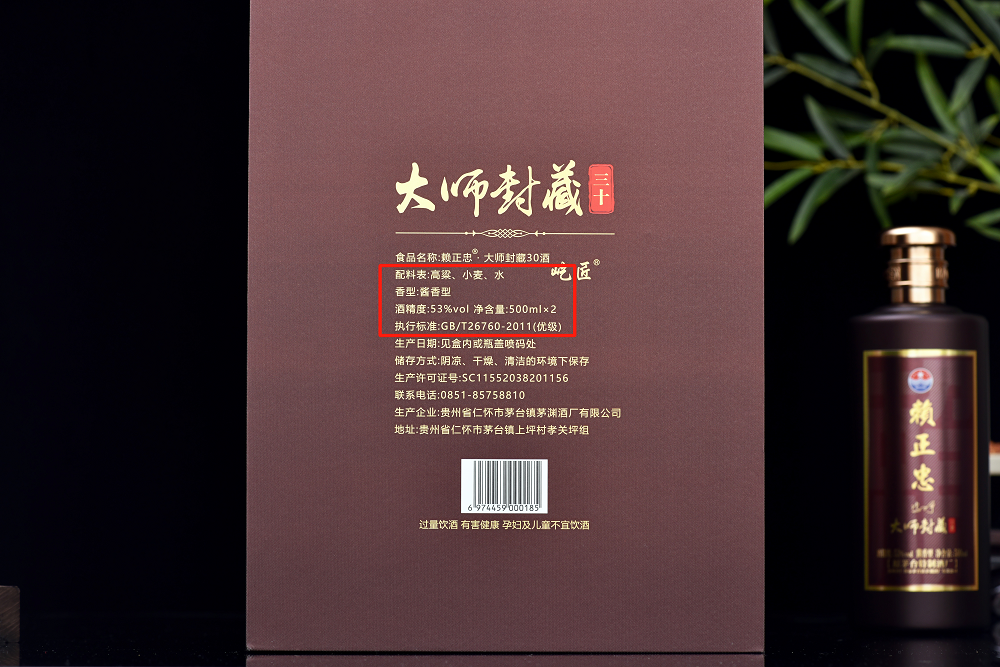 大师封藏 三十
食品名称:赖正忠®·大师封藏30酒
配料表:高粱、小麦、水
屹匠®
香型:酱香型
酒精度:53%vol 净含量:500ml×2
执行标准:GB/T26760-2011(优级)
生产日期:见盒内或瓶盖喷码处
储存方式:阴凉、干燥、清洁的环境下保存
生产许可证号:SC11552038201156
联系电话:0851-85758810
生产企业:贵州省仁怀市茅台镇茅渊酒厂有限公司
地址:贵州省仁怀市茅台镇上坪村孝关坪组
6 974459 000185
过量饮酒 有害健康 孕妇及儿童不宜饮酒
赖正忠
大师封藏